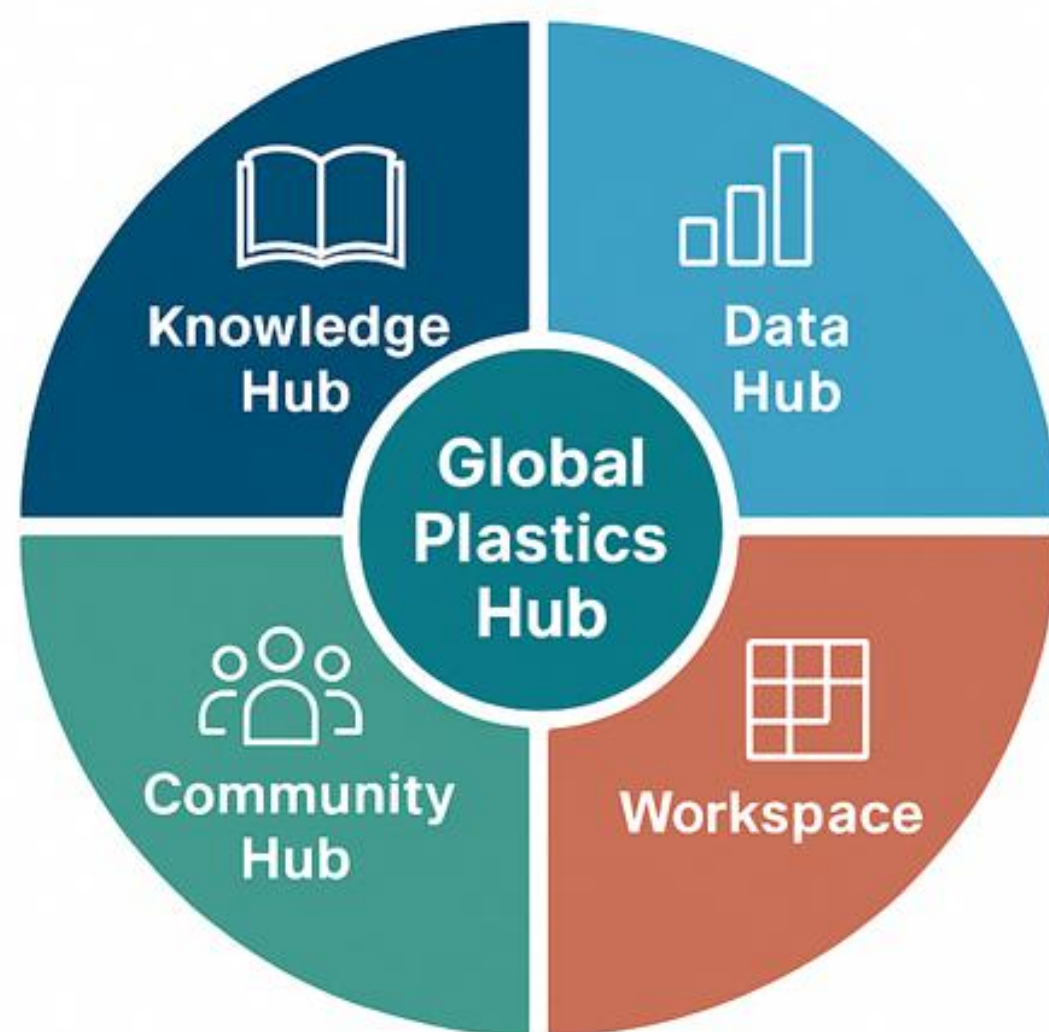 Knowledge
Hub
Data
Hub
Global
Plastics
Hub
Community
Hub
Workspace